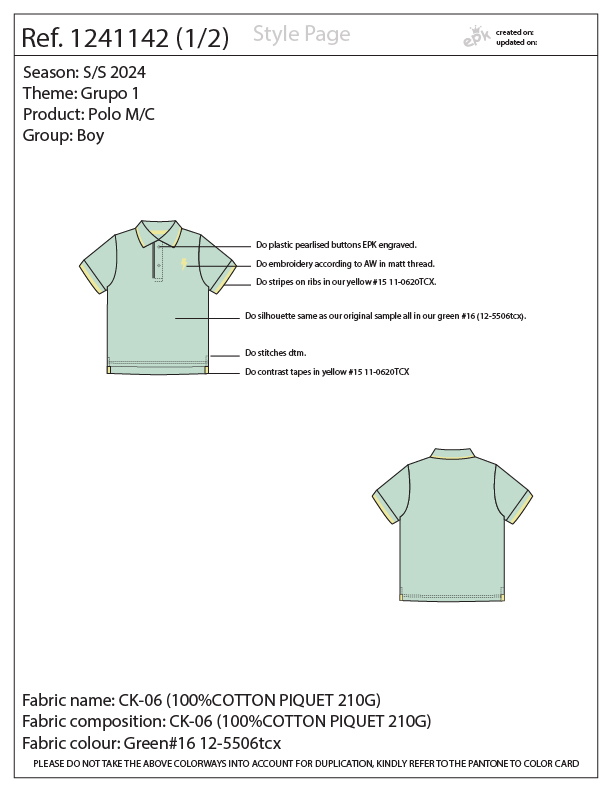 Ref. 1241142 (1/2)
Style Page
epk
created on:
updated on:
Season: S/S 2024
Theme: Grupo 1
Product: Polo M/C
Group: Boy
Do plastic pearlised buttons EPK engraved.
Do embroidery according to AW in matt thread.
Do stripes on ribs in our yellow #15 11-0620TCX.
Do silhouette same as our original sample all in our green #16 (12-5506tcx).
Do stitches dtm.
Do contrast tapes in yellow #15 11-0620TCX
Fabric name: CK-06 (100%COTTON PIQUET 210G)
Fabric composition: CK-06 (100%COTTON PIQUET 210G)
Fabric colour: Green#16 12-5506tcx
PLEASE DO NOT TAKE THE ABOVE COLORWAYS INTO ACCOUNT FOR DUPLICATION, KINDLY REFER TO THE PANTONE TO COLOR CARD